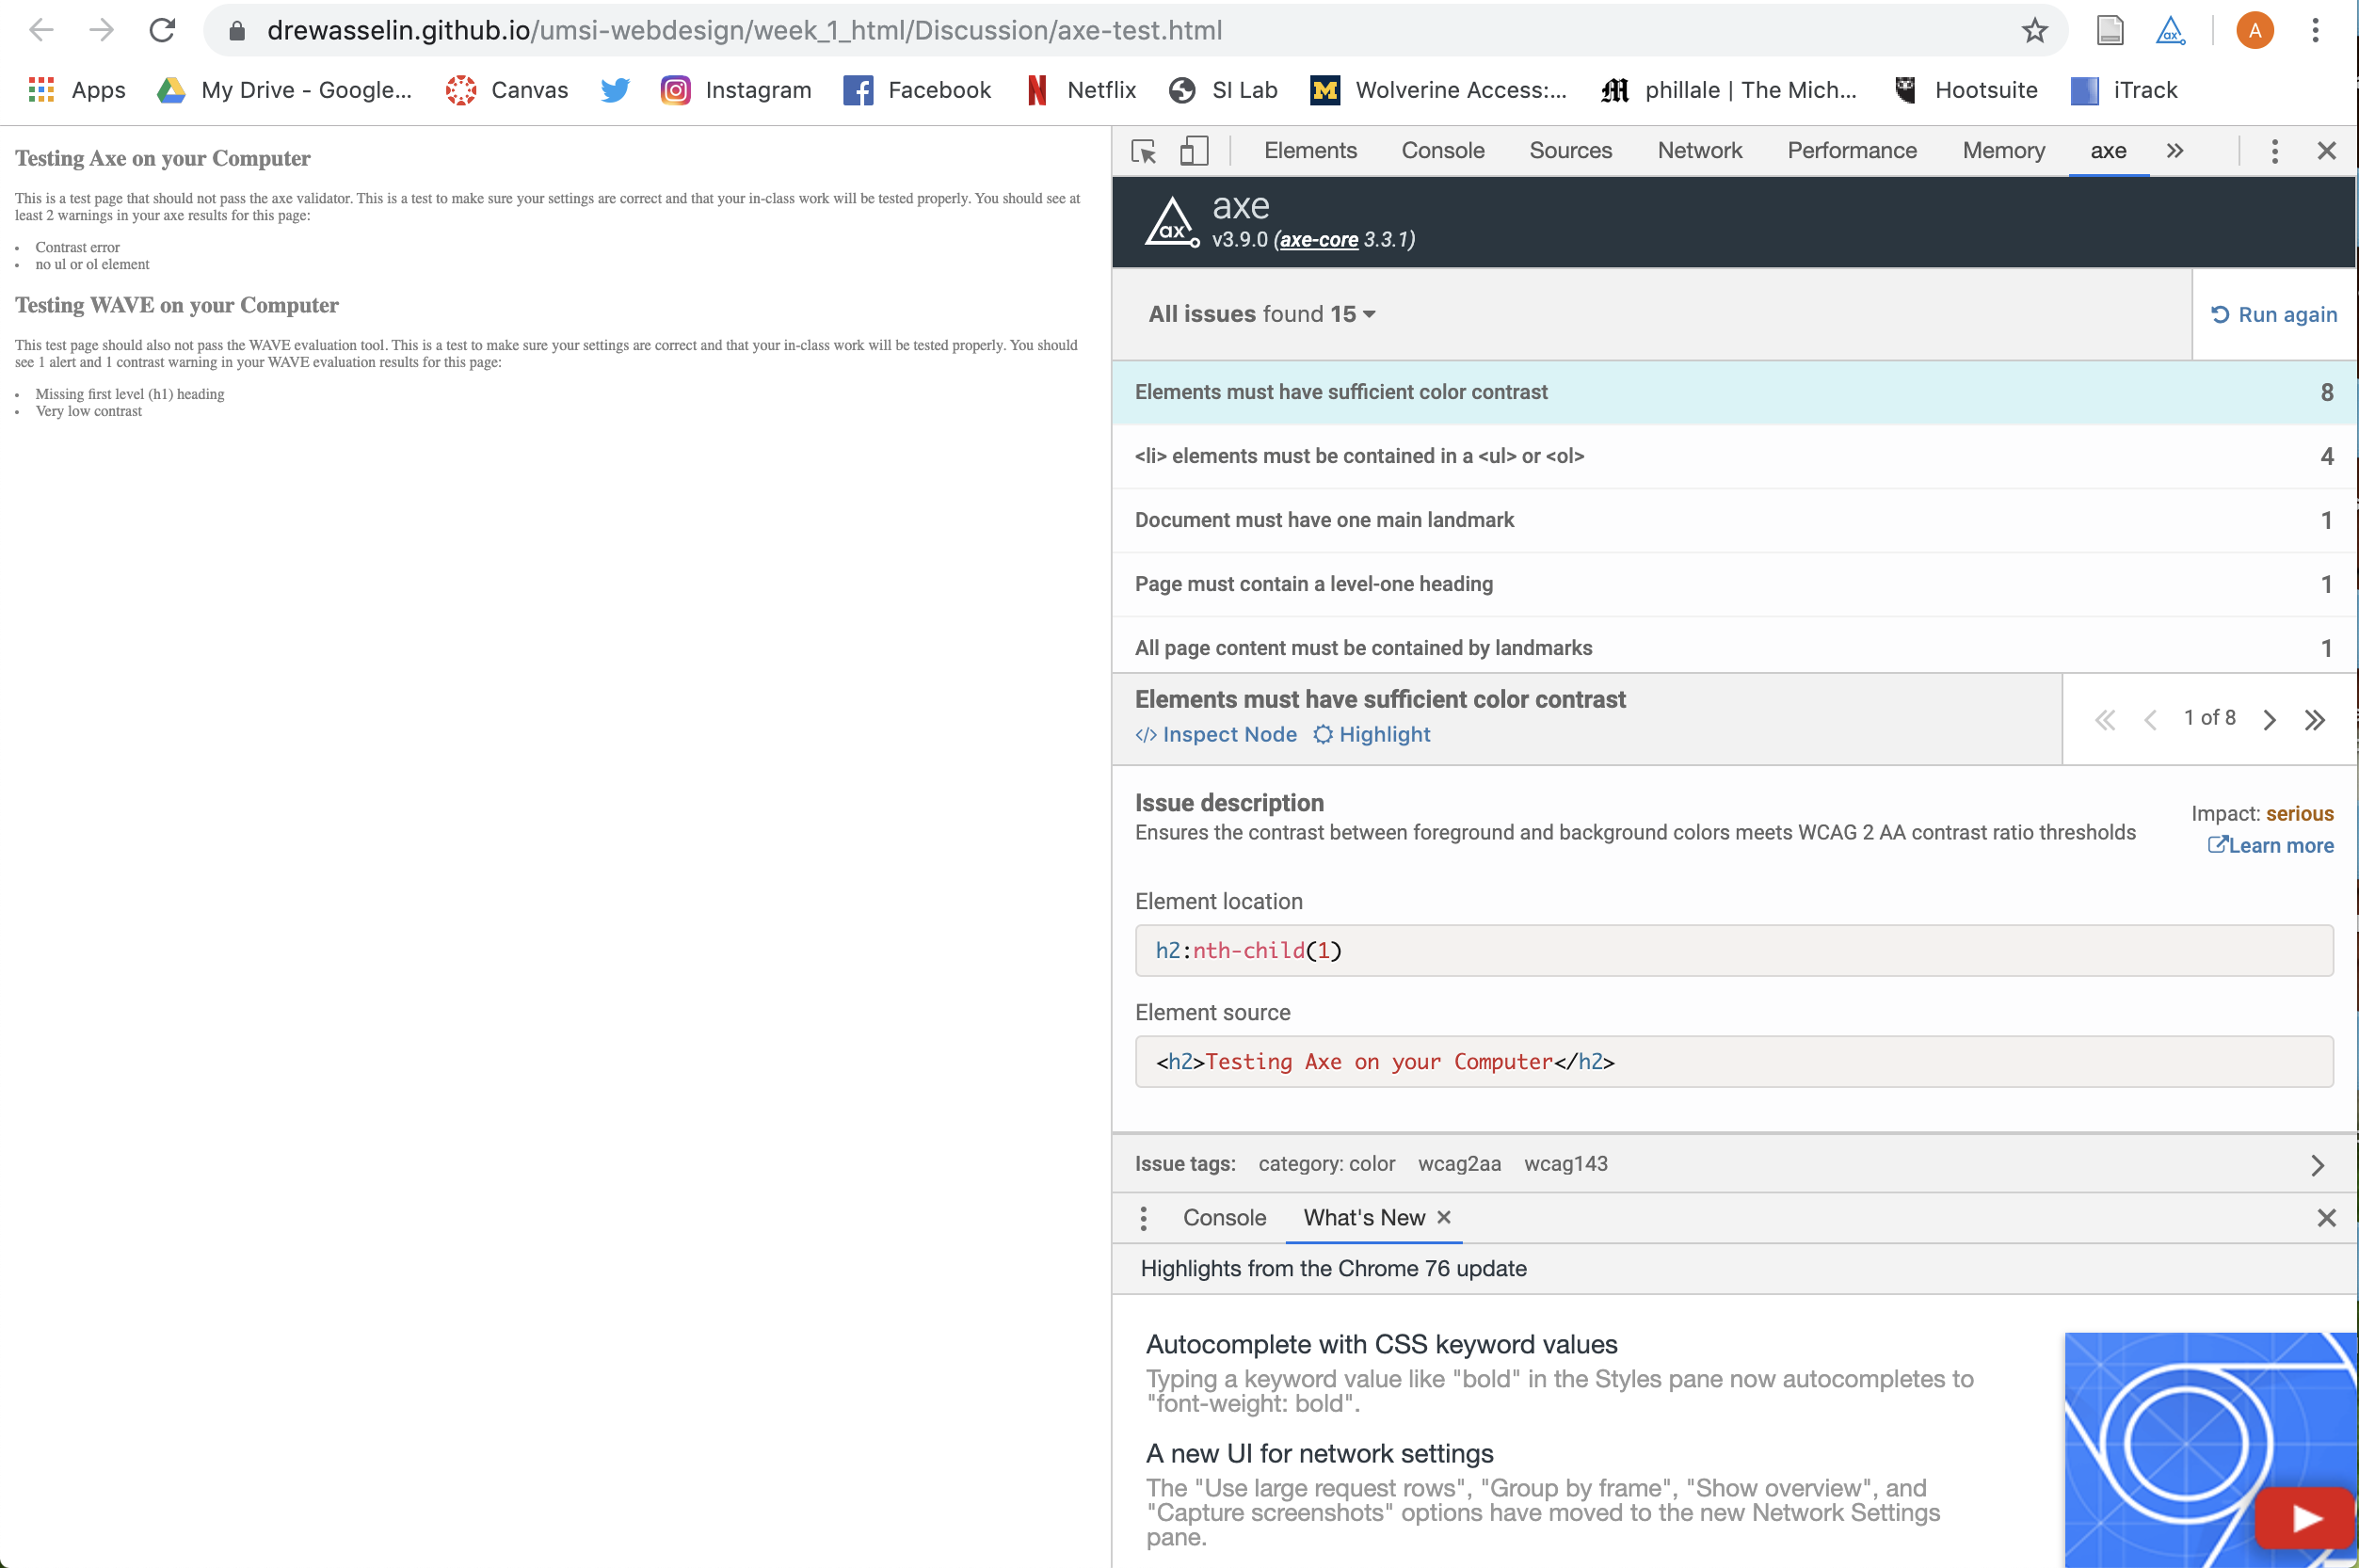 drewasselin.github.io/umsi-webdesign/week_1_html/Discussion/axe-test.html
ax
A
Apps
My Drive - Google...
Canvas
Instagram
Facebook
N
Netflix
SI Lab
M
Wolverine Access:...
M
phillale | The Mich...
Hootsuite
iTrack
Testing Axe on your Computer
This is a test page that should not pass the axe validator. This is a test to make sure your settings are correct and that your in-class work will be tested properly. You should see at
least 2 warnings in your axe results for this page:
• Contrast error
• no ul or ol element
Testing WAVE on your Computer
This test page should also not pass the WAVE evaluation tool. This is a test to make sure your settings are correct and that your in-class work will be tested properly. You should
see 1 alert and 1 contrast warning in your WAVE evaluation results for this page:
• Missing first level (h1) heading
• Very low contrast
Elements Console Sources Network Performance Memory axe »
ax
axe
v3.9.0 (axe-core 3.3.1)
All issues found 15
Run again
Elements must have sufficient color contrast 8
<li> elements must be contained in a <ul> or <ol> 4
Document must have one main landmark 1
Page must contain a level-one heading 1
All page content must be contained by landmarks 1
Elements must have sufficient color contrast
</> Inspect Node Highlight
1 of 8
Issue description
Ensures the contrast between foreground and background colors meets WCAG 2 AA contrast ratio thresholds
Impact: serious
Learn more
Element location
h2:nth-child(1)
Element source
<h2>Testing Axe on your Computer</h2>
Issue tags: category: color wcag2aa wcag143
Console What's New ×
Highlights from the Chrome 76 update
Autocomplete with CSS keyword values
Typing a keyword value like "bold" in the Styles pane now autocompletes to
"font-weight: bold".
A new UI for network settings
The "Use large request rows", "Group by frame", "Show overview", and
"Capture screenshots" options have moved to the new Network Settings
pane.